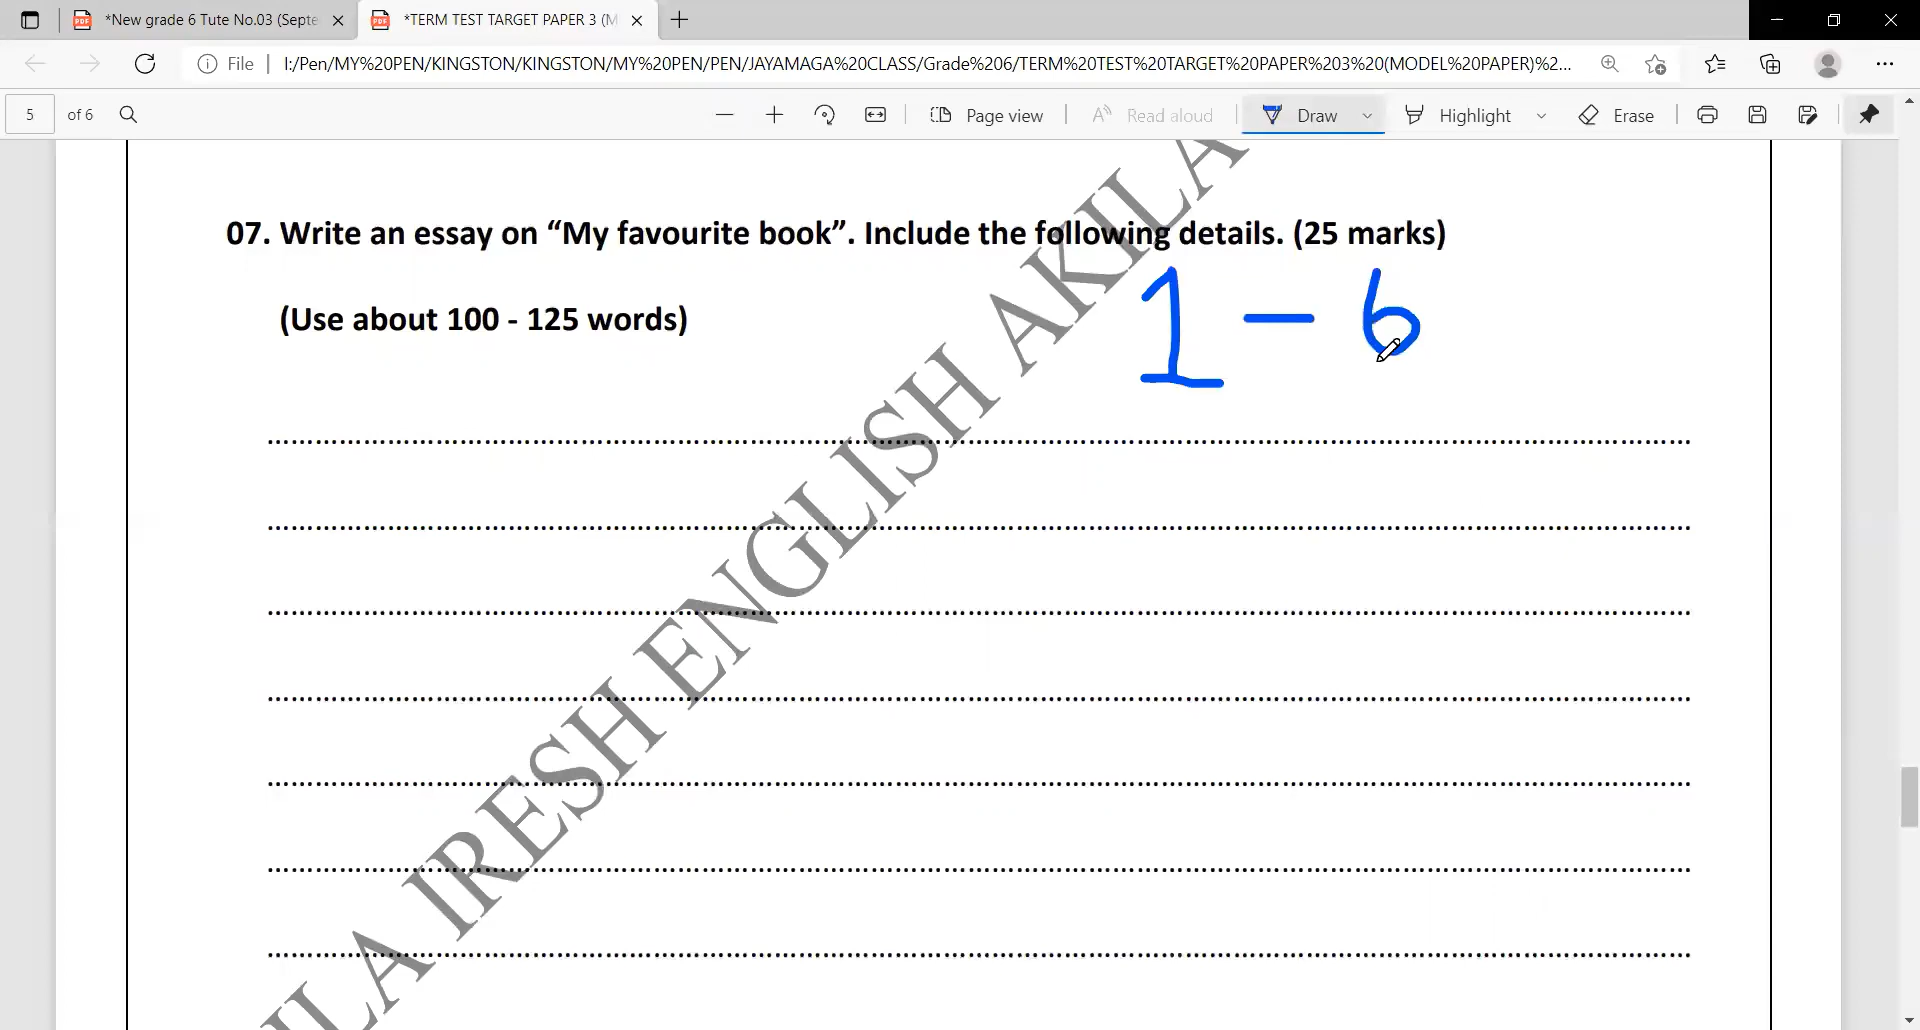 *New grade 6 Tute No.03 (Septe
*TERM TEST TARGET PAPER 3 (M
File
I:/Pen/MY%20PEN/KINGSTON/KINGSTON/MY%20PEN/PEN/JAYAMAGA%20CLASS/Grade%206/TERM%20TEST%20TARGET%20PAPER%203%20(MODEL%20PAPER)%2...
5 of 6
Page view
Read aloud
Draw
Highlight
Erase
07. Write an essay on “My favourite book”. Include the following details. (25 marks)
(Use about 100 - 125 words)
1 – 6
ILA IRESH ENGLISH AKILA